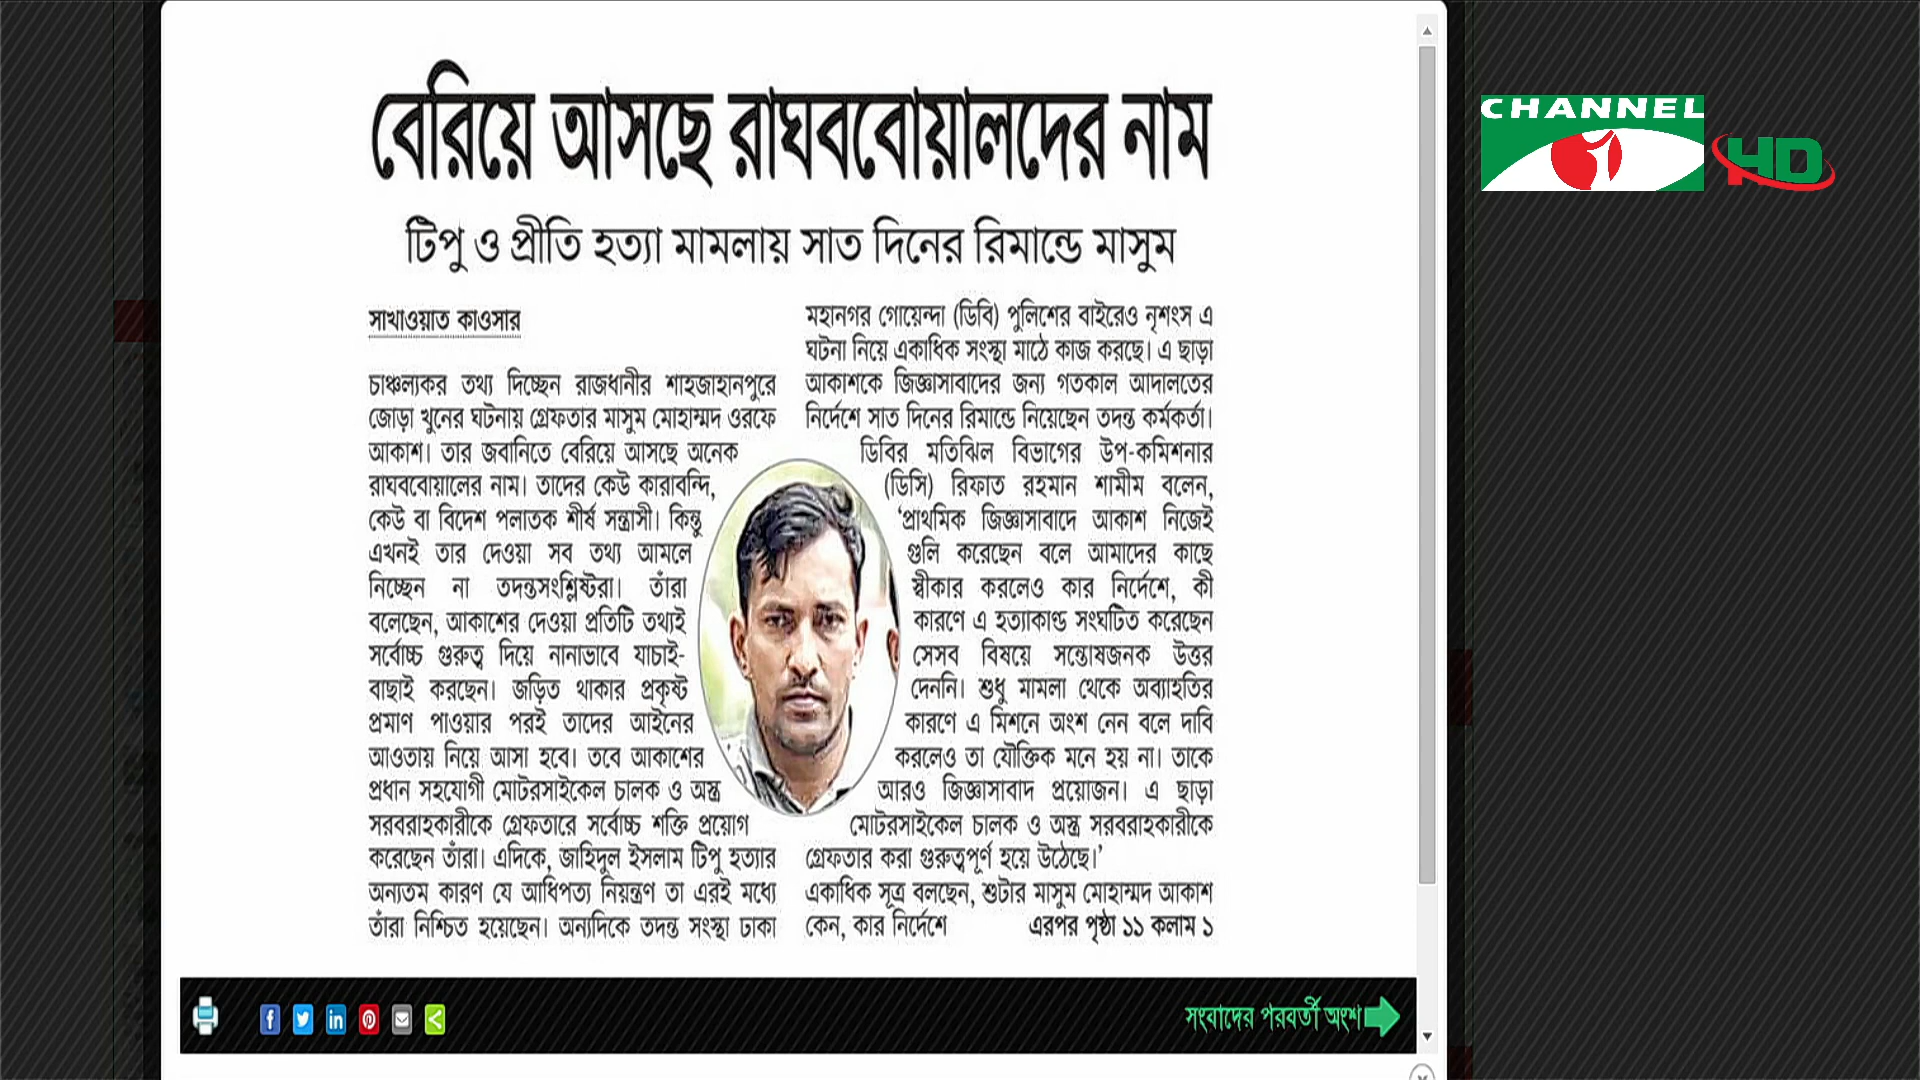 বেরিয়ে আসছে রাঘববোয়ালদের নাম
টিপু ও প্রীতি হত্যা মামলায় সাত দিনের রিমান্ডে মাসুম
সাখাওয়াত কাওসার
চাঞ্চল্যকর তথ্য দিচ্ছেন রাজধানীর শাহজাহানপুরে
জোড়া খুনের ঘটনায় গ্রেফতার মাসুম মোহাম্মদ ওরফে
আকাশ। তার জবানিতে বেরিয়ে আসছে অনেক
রাঘববোয়ালের নাম। তাদের কেউ কারাবন্দি,
কেউ বা বিদেশ পলাতক শীর্ষ সন্ত্রাসী। কিন্তু
এখনই তার দেওয়া সব তথ্য আমলে
নিচ্ছেন না তদন্তসংশ্লিষ্টরা। তাঁরা
বলেছেন, আকাশের দেওয়া প্রতিটি তথ্যই
সর্বোচ্চ গুরুত্ব দিয়ে নানাভাবে যাচাই-
বাছাই করছেন। জড়িত থাকার প্রকৃষ্ট
প্রমাণ পাওয়ার পরই তাদের আইনের
আওতায় নিয়ে আসা হবে। তবে আকাশের
প্রধান সহযোগী মোটরসাইকেল চালক ও অস্ত্র
সরবরাহকারীকে গ্রেফতারে সর্বোচ্চ শক্তি প্রয়োগ
করেছেন তাঁরা। এদিকে, জাহিদুল ইসলাম টিপু হত্যার
অন্যতম কারণ যে আধিপত্য নিয়ন্ত্রণ তা এরই মধ্যে
তাঁরা নিশ্চিত হয়েছেন। অন্যদিকে তদন্ত সংস্থা ঢাকা
মহানগর গোয়েন্দা (ডিবি) পুলিশের বাইরেও নৃশংস এ
ঘটনা নিয়ে একাধিক সংস্থা মাঠে কাজ করছে। এ ছাড়া
আকাশকে জিজ্ঞাসাবাদের জন্য গতকাল আদালতের
নির্দেশে সাত দিনের রিমান্ডে নিয়েছেন তদন্ত কর্মকর্তা।
ডিবির মতিঝিল বিভাগের উপ-কমিশনার
(ডিসি) রিফাত রহমান শামীম বলেন,
‘প্রাথমিক জিজ্ঞাসাবাদে আকাশ নিজেই
গুলি করেছেন বলে আমাদের কাছে
স্বীকার করলেও কার নির্দেশে, কী
কারণে এ হত্যাকাণ্ড সংঘটিত করেছেন
সেসব বিষয়ে সন্তোষজনক উত্তর
দেননি। শুধু মামলা থেকে অব্যাহতির
কারণে এ মিশনে অংশ নেন বলে দাবি
করলেও তা যৌক্তিক মনে হয় না। তাকে
আরও জিজ্ঞাসাবাদ প্রয়োজন। এ ছাড়া
মোটরসাইকেল চালক ও অস্ত্র সরবরাহকারীকে
গ্রেফতার করা গুরুত্বপূর্ণ হয়ে উঠেছে।’
একাধিক সূত্র বলছেন, শুটার মাসুম মোহাম্মদ আকাশ
কেন, কার নির্দেশে এরপর পৃষ্ঠা ১১ কলাম ১
সংবাদের পরবর্তী অংশ
CHANNEL
HD